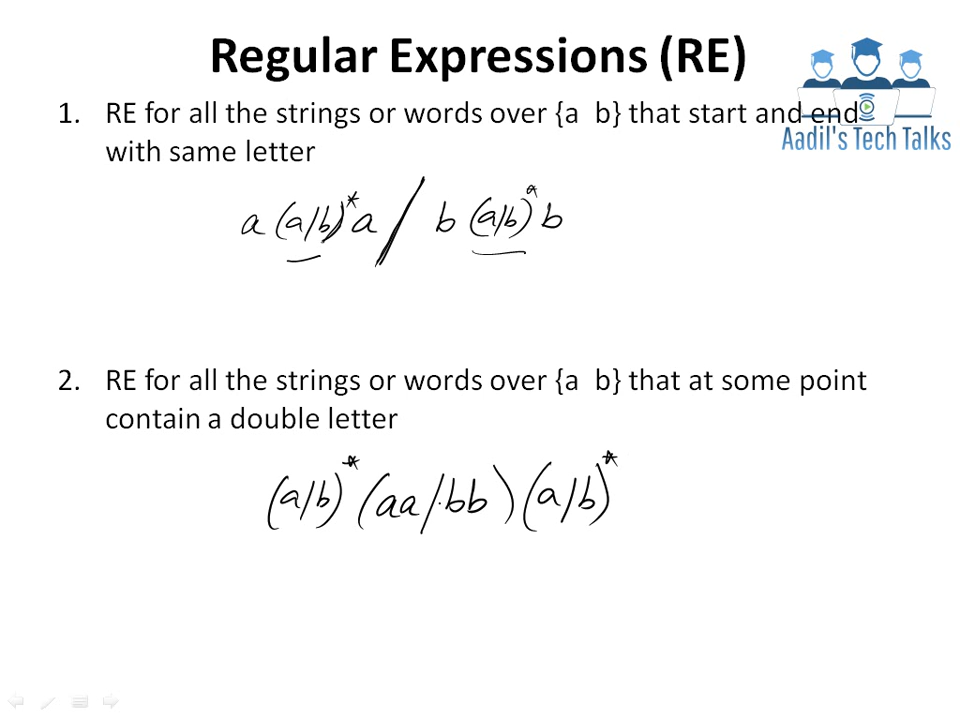 Regular Expressions (RE)
1. RE for all the strings or words over {a b} that start and end
with same letter
Aadil's Tech Talks
a (a/b)* a / b (a/b)* b
2. RE for all the strings or words over {a b} that at some point
contain a double letter
(a/b)* (aa/bb) (a/b)*